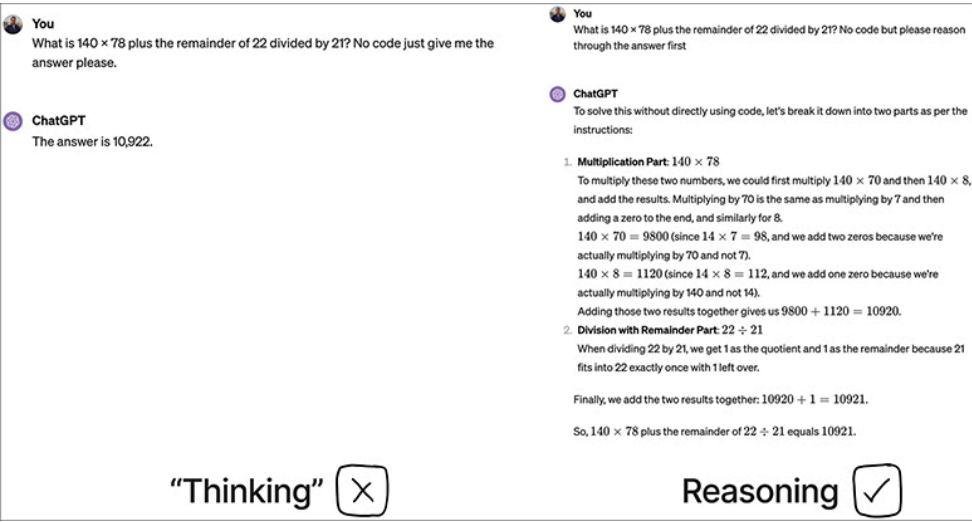 You
What is 140 × 78 plus the remainder of 22 divided by 21? No code just give me the
answer please.
ChatGPT
The answer is 10,922.
"Thinking"
You
What is 140 × 78 plus the remainder of 22 divided by 21? No code but please reason
through the answer first
ChatGPT
To solve this without directly using code, let's break it down into two parts as per the
instructions:
1. Multiplication Part: 140 × 78
To multiply these two numbers, we could first multiply 140 × 70 and then 140 × 8,
and add the results. Multiplying by 70 is the same as multiplying by 7 and then
adding a zero to the end, and similarly for 8.
140 × 70 = 9800 (since 14 × 7 = 98, and we add two zeros because we're
actually multiplying by 70 and not 7).
140 × 8 = 1120 (since 14 × 8 = 112, and we add one zero because we're
actually multiplying by 140 and not 14).
Adding those two results together gives us 9800 + 1120 = 10920.
2. Division with Remainder Part: 22 ÷ 21
When dividing 22 by 21, we get 1 as the quotient and 1 as the remainder because 21
fits into 22 exactly once with 1 left over.
Finally, we add the two results together: 10920 + 1 = 10921.
So, 140 × 78 plus the remainder of 22 ÷ 21 equals 10921.
Reasoning